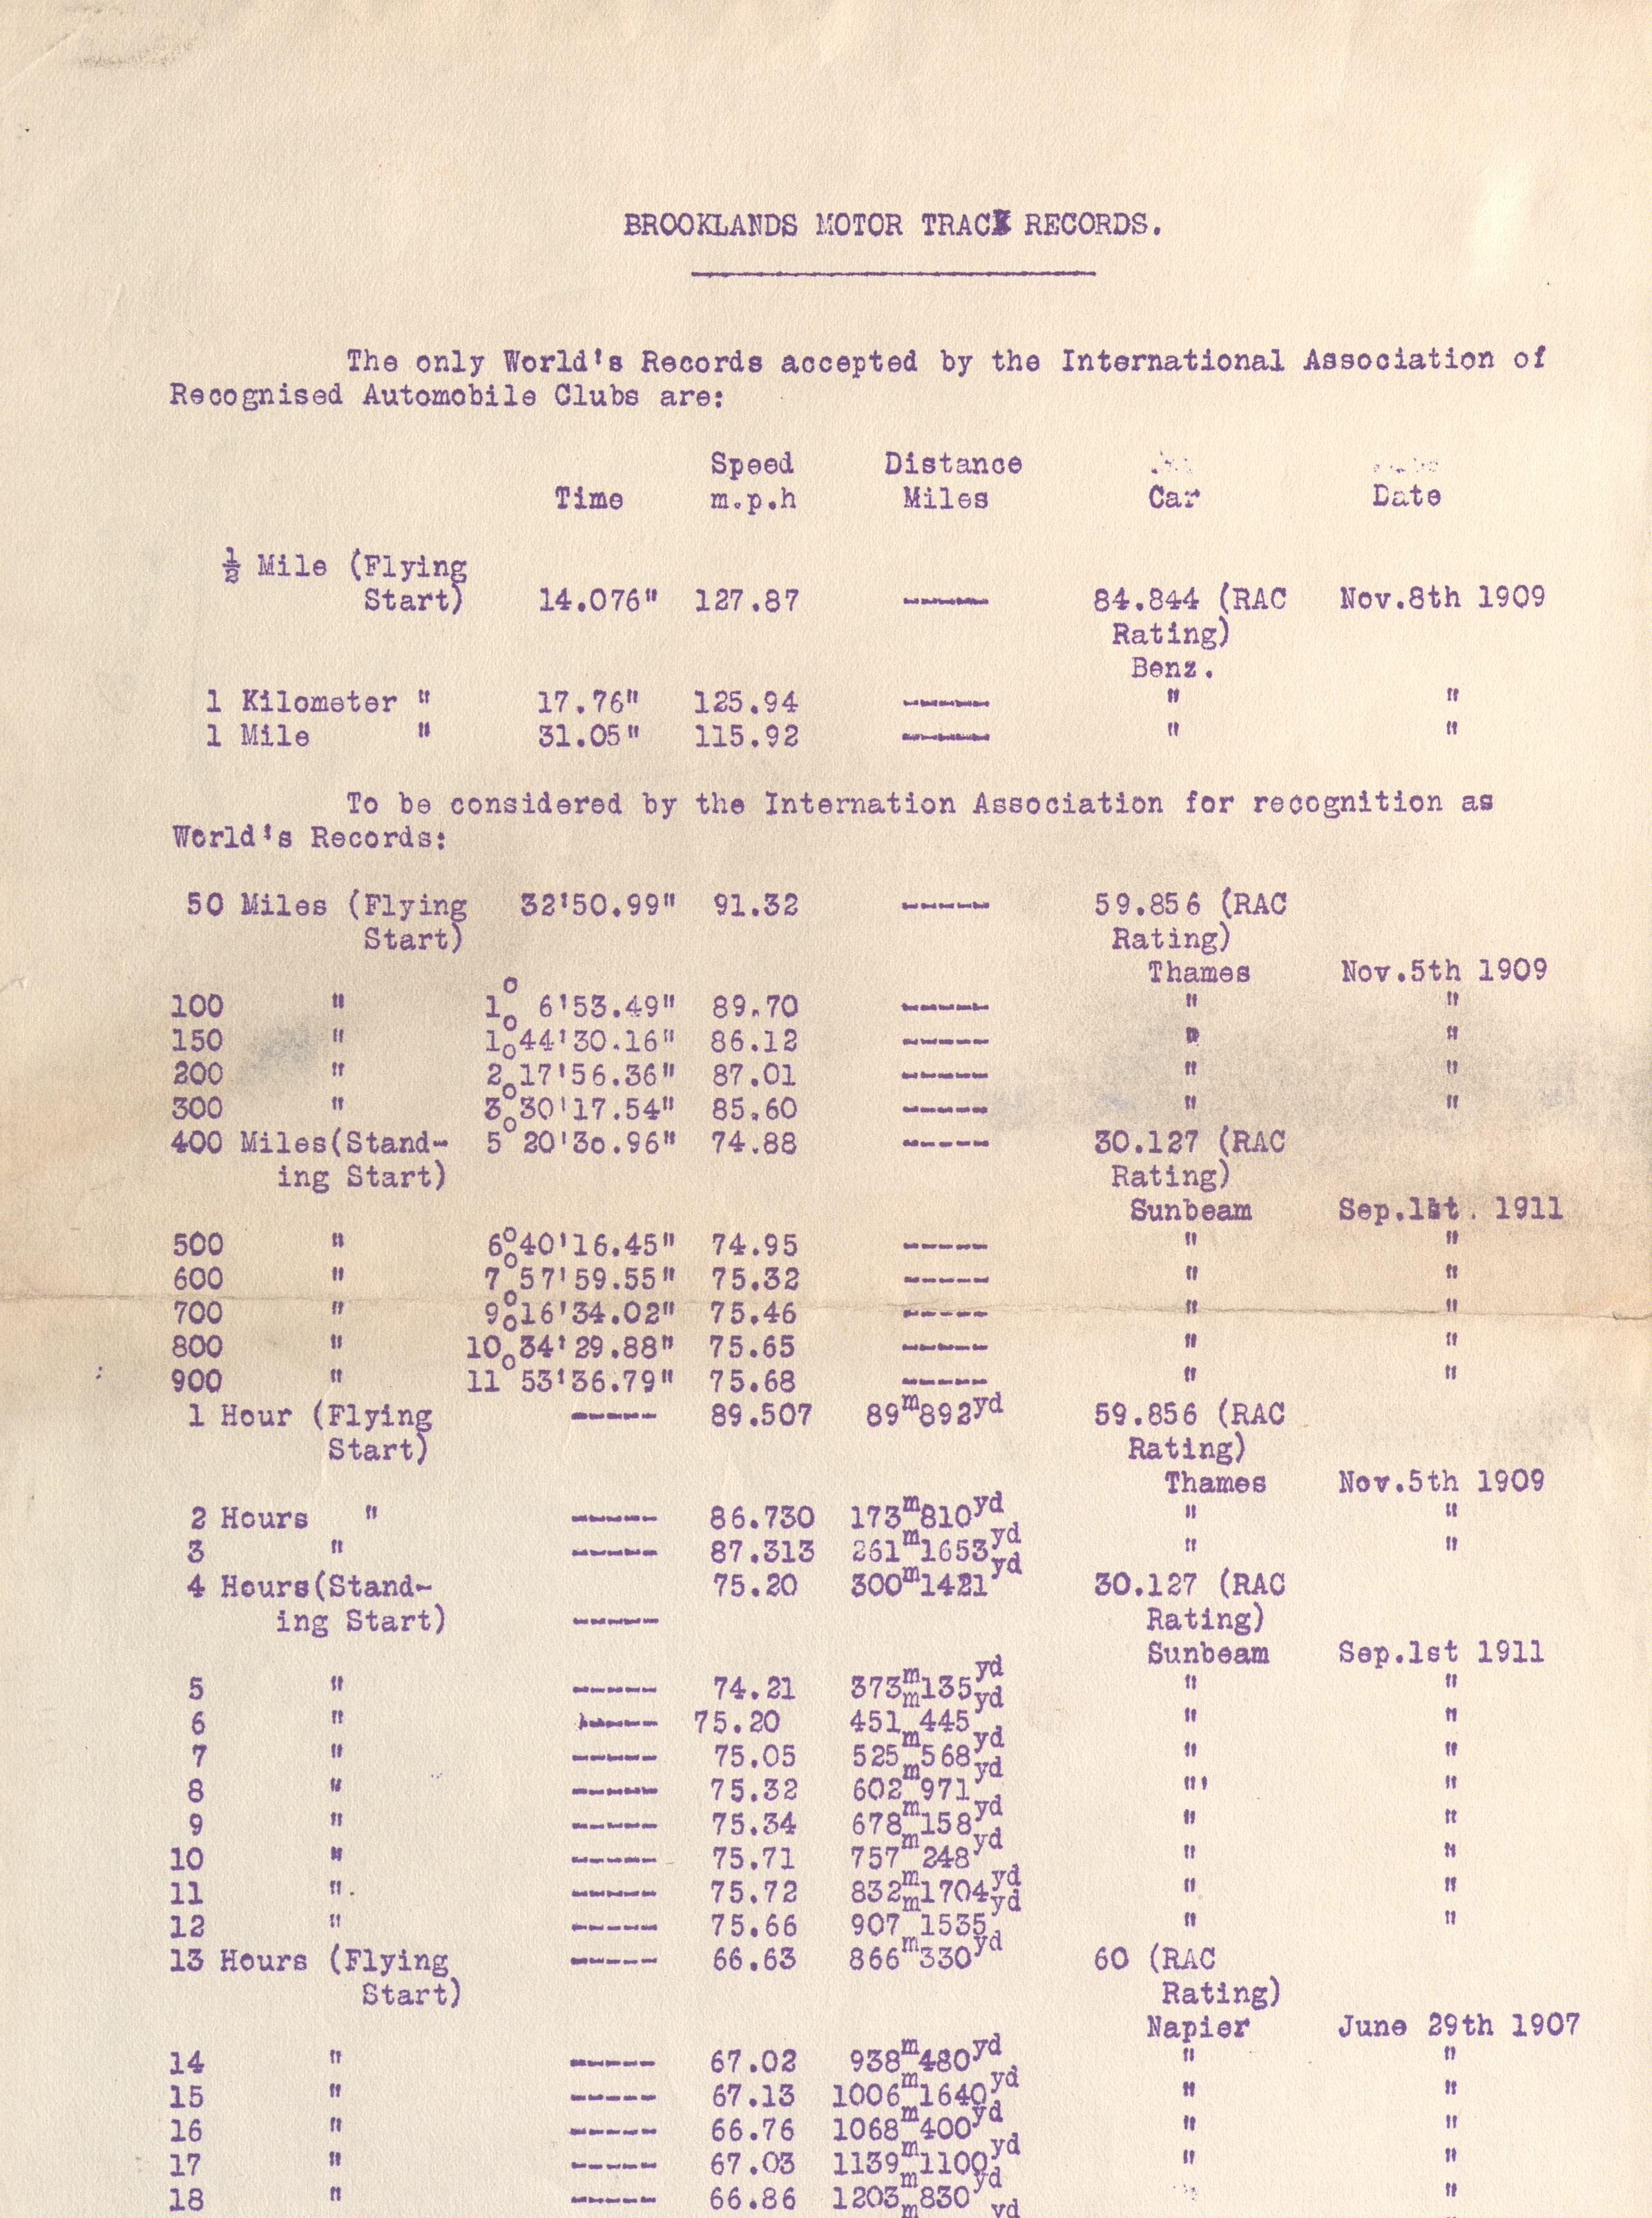 BROOKLANDS MOTOR TRACK RECORDS.
The only World's Records accepted by the International Association of
Recognised Automobile Clubs are:
Speed Distance
Time m.p.h Miles Car Date
½ Mile (Flying
Start) 14.076" 127.87 ----- 84.844 (RAC Nov.8th 1909
Rating)
Benz.
1 Kilometer " 17.76" 125.94 ----- " "
1 Mile " 31.05" 115.92 ----- " "
To be considered by the Internation Association for recognition as
World's Records:
50 Miles (Flying 32'50.99" 91.32 ----- 59.856 (RAC
Start) Rating)
Thames Nov.5th 1909
100 " 1° 6'53.49" 89.70 ----- " "
150 " 1°44'30.16" 86.12 ----- " "
200 " 2°17'56.36" 87.01 ----- " "
300 " 3°30'17.54" 85.60 ----- " "
400 Miles(Stand- 5°20'30.96" 74.88 ----- 30.127 (RAC
ing Start) Rating)
Sunbeam Sep.1st. 1911
500 " 6°40'16.45" 74.95 ----- " "
600 " 7°57'59.55" 75.32 ----- " "
700 " 9°16'34.02" 75.46 ----- " "
800 " 10°34'29.88" 75.65 ----- " "
900 " 11°53'36.79" 75.68 ----- " "
1 Hour (Flying ----- 89.507 89m892yd 59.856 (RAC
Start) Rating)
Thames Nov.5th 1909
2 Hours " ----- 86.730 173m810yd " "
3 " ----- 87.313 261m1653yd " "
4 Hours(Stand- 75.20 300m1421yd 30.127 (RAC
ing Start) ----- Rating)
Sunbeam Sep.1st 1911
5 " ----- 74.21 373m135yd " "
6 " ----- 75.20 451m445yd " "
7 " ----- 75.05 525m568yd " "
8 " ----- 75.32 602m971yd "' "
9 " ----- 75.34 678m158yd " "
10 " ----- 75.71 757m248yd " "
11 ". ----- 75.72 832m1704yd " "
12 " ----- 75.66 907m1535yd " "
13 Hours (Flying ----- 66.63 866m330yd 60 (RAC
Start) Rating)
Napier June 29th 1907
14 " ----- 67.02 938m480yd " "
15 " ----- 67.13 1006m1640yd " "
16 " ----- 66.76 1068m400yd " "
17 " ----- 67.03 1139m1100yd " "
18 " ----- 66.86 1203m830yd "
m yd